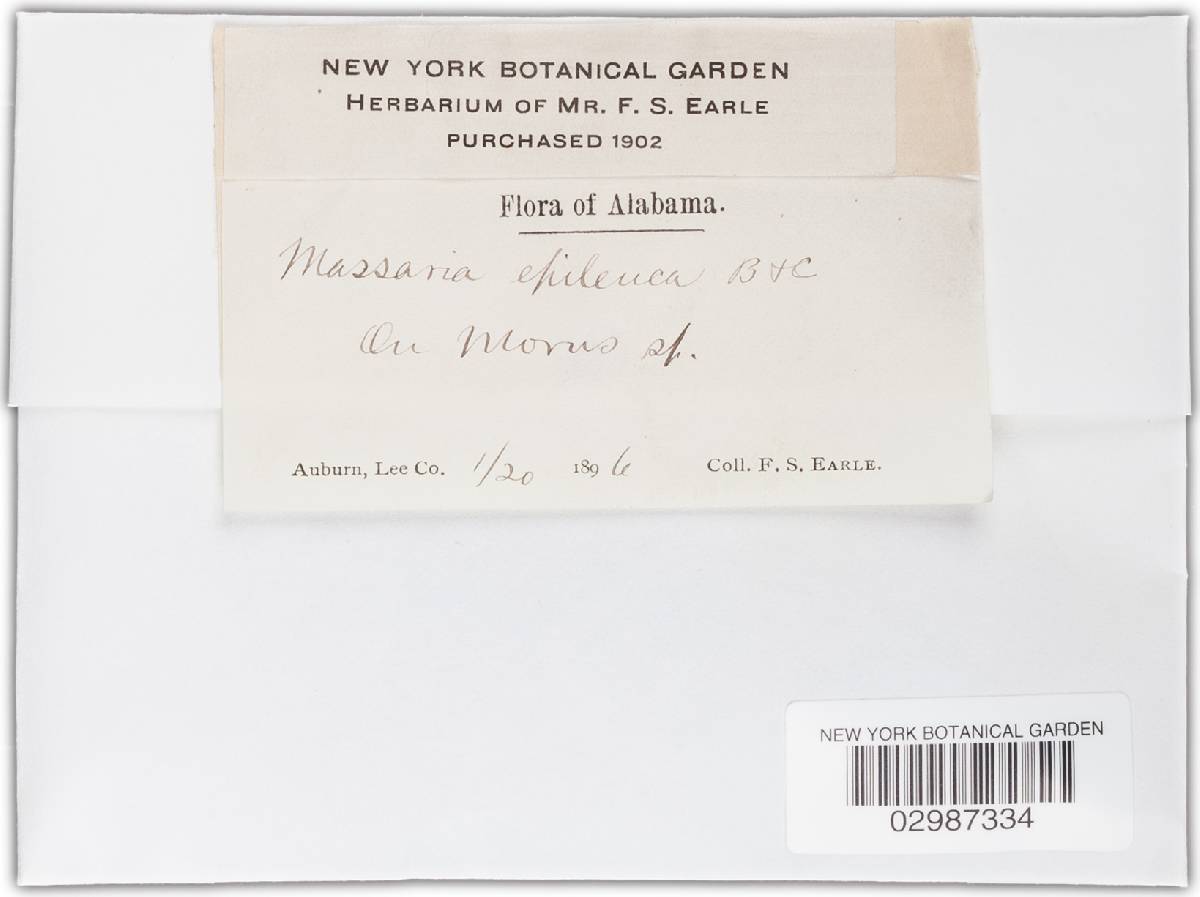 NEW YORK BOTANICAL GARDEN
HERBARIUM OF MR. F. S. EARLE
PURCHASED 1902
Flora of Alabama.
Massaria epileuca B & C
On Morus sp.
Auburn, Lee Co. 1/20 1896 Coll. F. S. EARLE.
NEW YORK BOTANICAL GARDEN
02987334